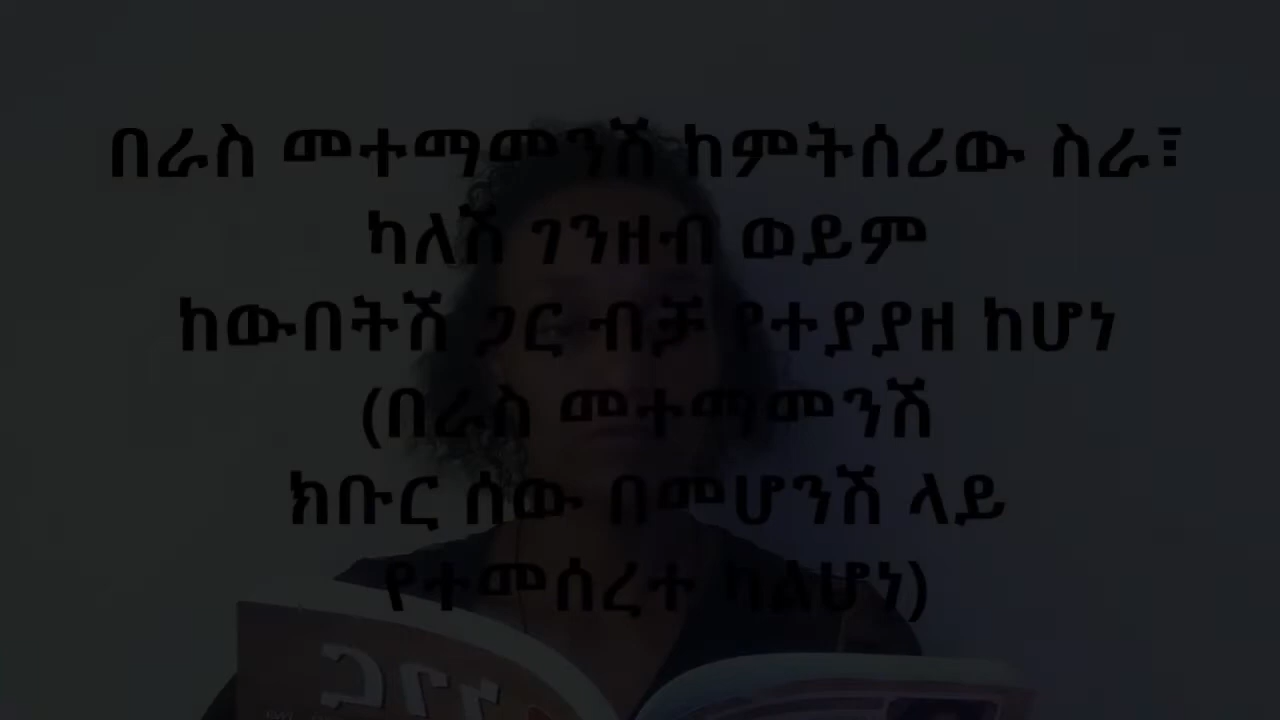 በራስ መተማመንሽ ከምትሰሪው ስራ፣
ካለሽ ገንዘብ ወይም
ከውበትሽ ጋር ብቻ የተያያዘ ከሆነ
(በራስ መተማመንሽ
ክቡር ሰው በመሆንሽ ላይ
የተመሰረተ ካልሆነ)